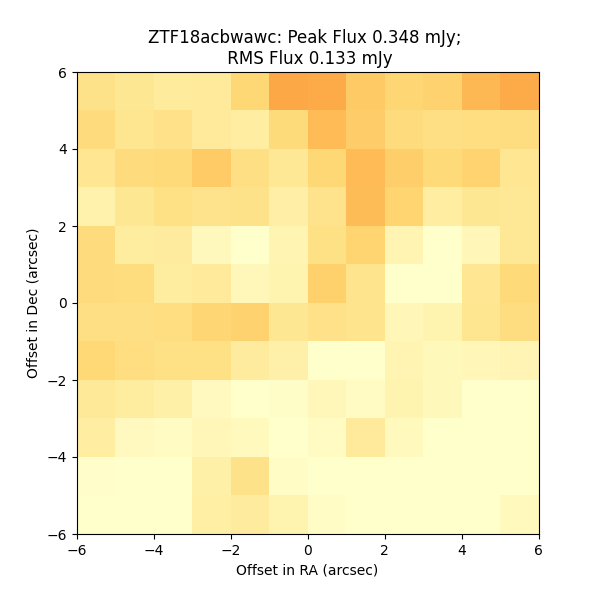 ZTF18acbwawc: Peak Flux 0.348 mJy;
RMS Flux 0.133 mJy
6
4
2
0
−2
−4
−6
Offset in Dec (arcsec)
−6 −4 −2 0 2 4 6
Offset in RA (arcsec)